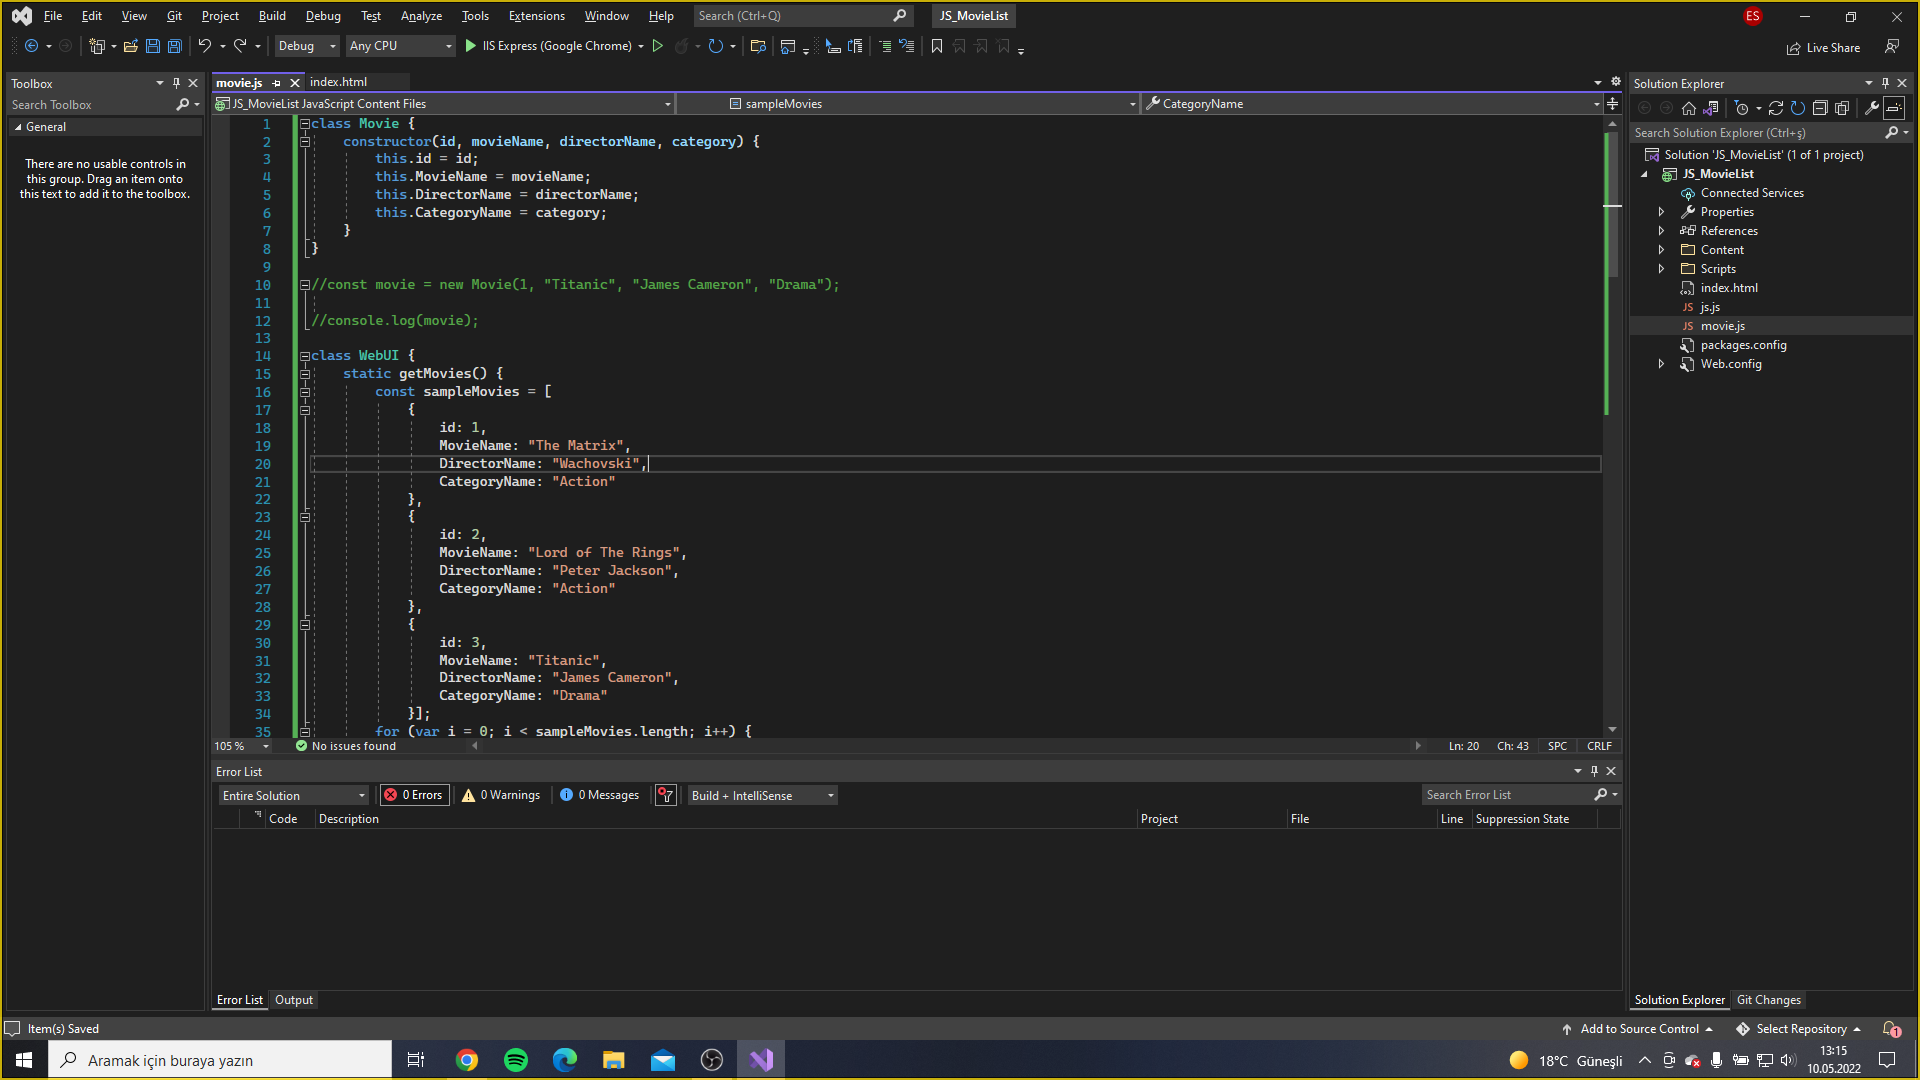 File Edit View Git Project Build Debug Test Analyze Tools Extensions Window Help Search (Ctrl+Q) JS_MovieList ES
Debug Any CPU IIS Express (Google Chrome) Live Share
Toolbox
Search Toolbox
General
There are no usable controls in
this group. Drag an item onto
this text to add it to the toolbox.
movie.js index.html
JS_MovieList JavaScript Content Files sampleMovies CategoryName
1 class Movie {
2 constructor(id, movieName, directorName, category) {
3 this.id = id;
4 this.MovieName = movieName;
5 this.DirectorName = directorName;
6 this.CategoryName = category;
7 }
8 }
9
10 //const movie = new Movie(1, "Titanic", "James Cameron", "Drama");
11
12 //console.log(movie);
13
14 class WebUI {
15 static getMovies() {
16 const sampleMovies = [
17 {
18 id: 1,
19 MovieName: "The Matrix",
20 DirectorName: "Wachovski",
21 CategoryName: "Action"
22 },
23 {
24 id: 2,
25 MovieName: "Lord of The Rings",
26 DirectorName: "Peter Jackson",
27 CategoryName: "Action"
28 },
29 {
30 id: 3,
31 MovieName: "Titanic",
32 DirectorName: "James Cameron",
33 CategoryName: "Drama"
34 }];
35 for (var i = 0; i < sampleMovies.length; i++) {
105 % No issues found Ln: 20 Ch: 43 SPC CRLF
Error List
Entire Solution 0 Errors 0 Warnings 0 Messages Build + IntelliSense Search Error List
Code Description Project File Line Suppression State
Error List Output
Solution Explorer
Search Solution Explorer (Ctrl+ş)
Solution 'JS_MovieList' (1 of 1 project)
JS_MovieList
Connected Services
Properties
References
Content
Scripts
index.html
JS js.js
JS movie.js
packages.config
Web.config
Solution Explorer Git Changes
Item(s) Saved Add to Source Control Select Repository 1
Aramak için buraya yazın 18°C Güneşli 13:15
10.05.2022